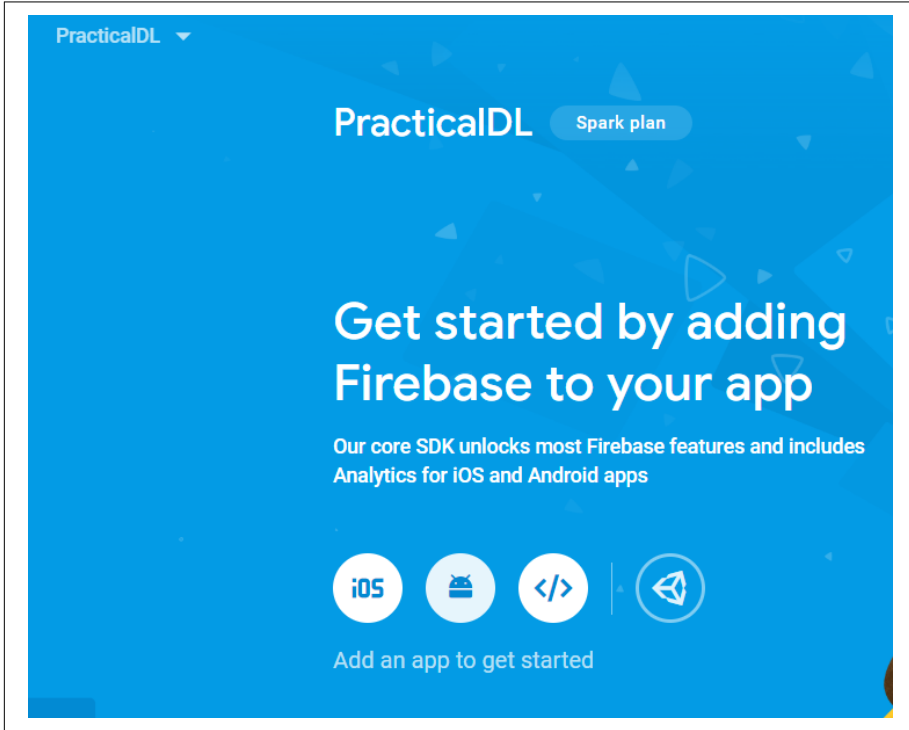 PracticalDL
PracticalDL Spark plan
Get started by adding
Firebase to your app
Our core SDK unlocks most Firebase features and includes
Analytics for iOS and Android apps
iOS </>
Add an app to get started